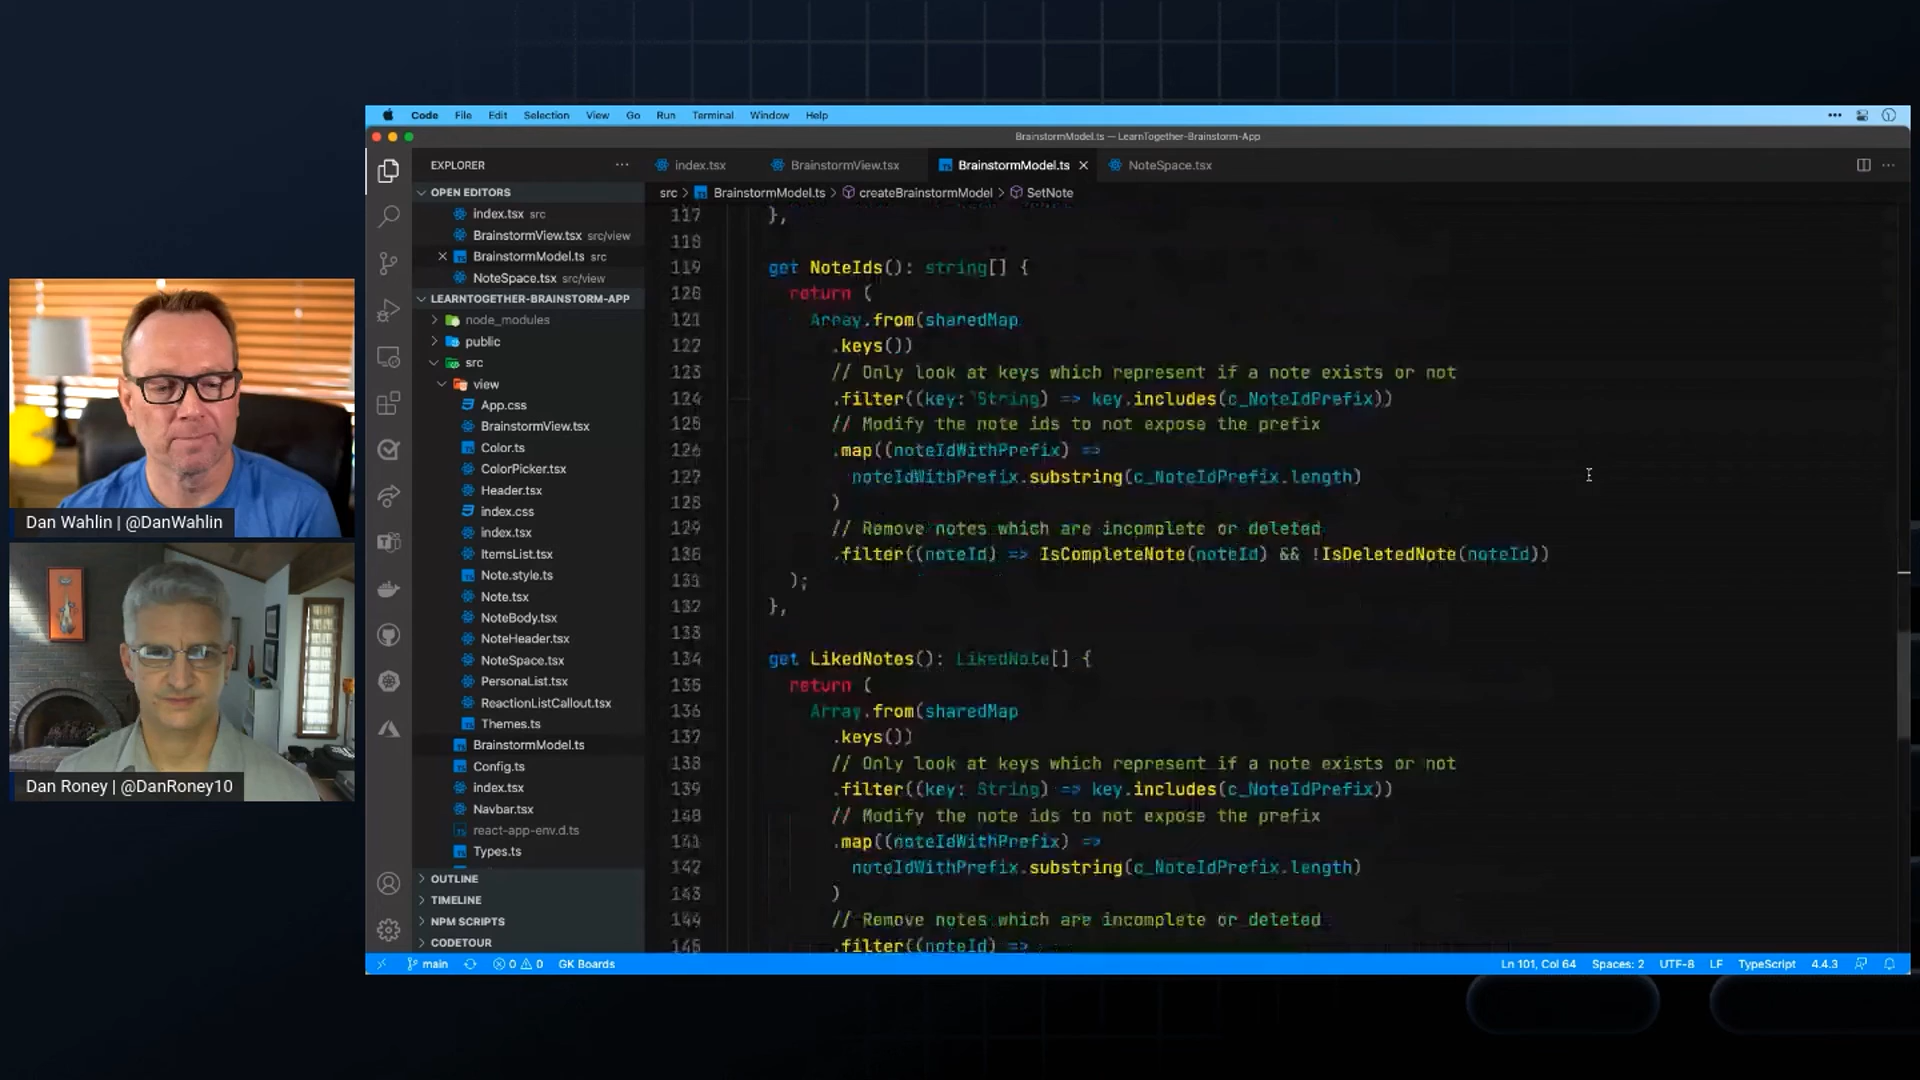 Code File Edit Selection View Go Run Terminal Window Help
BrainstormModel.ts — LearnTogether-Brainstorm-App
EXPLORER
index.tsx
BrainstormView.tsx
BrainstormModel.ts
NoteSpace.tsx
OPEN EDITORS
index.tsx src
BrainstormView.tsx src/view
BrainstormModel.ts src
NoteSpace.tsx src/view
LEARNTOGETHER-BRAINSTORM-APP
node_modules
public
src
view
App.css
BrainstormView.tsx
Color.ts
ColorPicker.tsx
Header.tsx
index.css
index.tsx
ItemsList.tsx
Note.style.ts
Note.tsx
NoteBody.tsx
NoteHeader.tsx
NoteSpace.tsx
PersonaList.tsx
ReactionListCallout.tsx
Themes.ts
BrainstormModel.ts
Config.ts
index.tsx
Navbar.tsx
react-app-env.d.ts
Types.ts
OUTLINE
TIMELINE
NPM SCRIPTS
CODETOUR
src > BrainstormModel.ts > createBrainstormModel > SetNote
117 },
118
119 get NoteIds(): string[] {
120 return (
121 Array.from(sharedMap
122 .keys())
123 // Only look at keys which represent if a note exists or not
124 .filter((key: String) => key.includes(c_NoteIdPrefix))
125 // Modify the note ids to not expose the prefix
126 .map((noteIdWithPrefix) =>
127 noteIdWithPrefix.substring(c_NoteIdPrefix.length)
128 )
129 // Remove notes which are incomplete or deleted
130 .filter((noteId) => IsCompleteNote(noteId) && !IsDeletedNote(noteId))
131 );
132 },
133
134 get LikedNotes(): LikedNote[] {
135 return (
136 Array.from(sharedMap
137 .keys())
138 // Only look at keys which represent if a note exists or not
139 .filter((key: String) => key.includes(c_NoteIdPrefix))
140 // Modify the note ids to not expose the prefix
141 .map((noteIdWithPrefix) =>
142 noteIdWithPrefix.substring(c_NoteIdPrefix.length)
143 )
144 // Remove notes which are incomplete or deleted
145 .filter((noteId) =>
main
0 0
GK Boards
Ln 101, Col 64 Spaces: 2 UTF-8 LF TypeScript 4.4.3
Dan Wahlin | @DanWahlin
Dan Roney | @DanRoney10